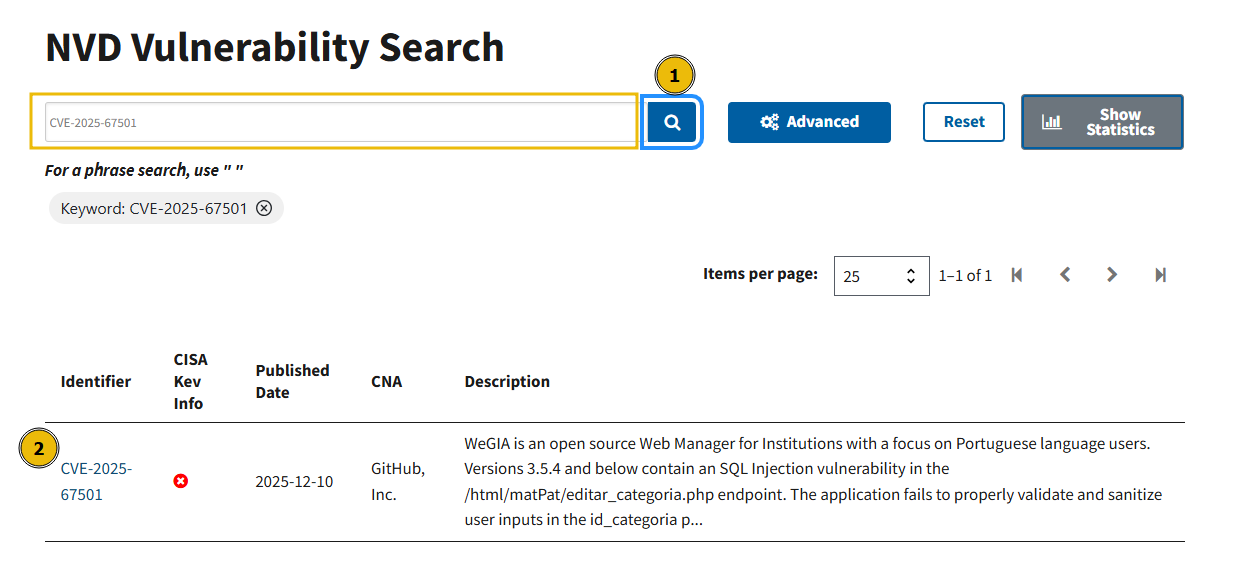 NVD Vulnerability Search
1
CVE-2025-67501
Advanced
Reset
Show
Statistics
For a phrase search, use " "
Keyword: CVE-2025-67501
Items per page:
25
1–1 of 1
Identifier
CISA
Kev
Info
Published
Date
CNA
Description
2
CVE-2025-
67501
2025-12-10
GitHub,
Inc.
WeGIA is an open source Web Manager for Institutions with a focus on Portuguese language users.
Versions 3.5.4 and below contain an SQL Injection vulnerability in the
/html/matPat/editar_categoria.php endpoint. The application fails to properly validate and sanitize
user inputs in the id_categoria p...